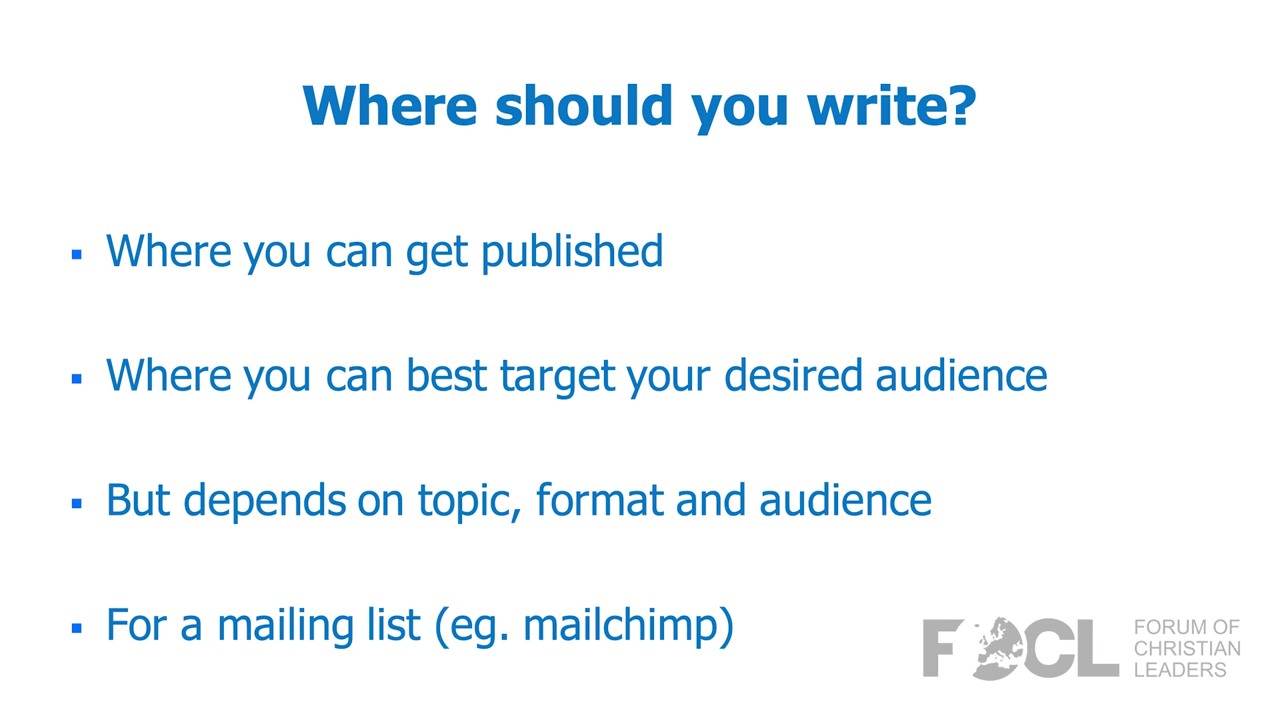 Where should you write?
Where you can get published
Where you can best target your desired audience
But depends on topic, format and audience
For a mailing list (eg. mailchimp)
FOCL
FORUM OF
CHRISTIAN
LEADERS